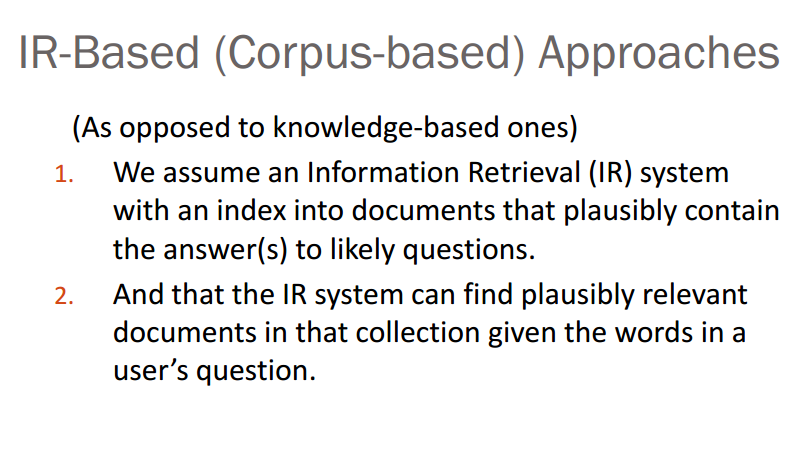 IR-Based (Corpus-based) Approaches
(As opposed to knowledge-based ones)
1. We assume an Information Retrieval (IR) system
with an index into documents that plausibly contain
the answer(s) to likely questions.
2. And that the IR system can find plausibly relevant
documents in that collection given the words in a
user’s question.